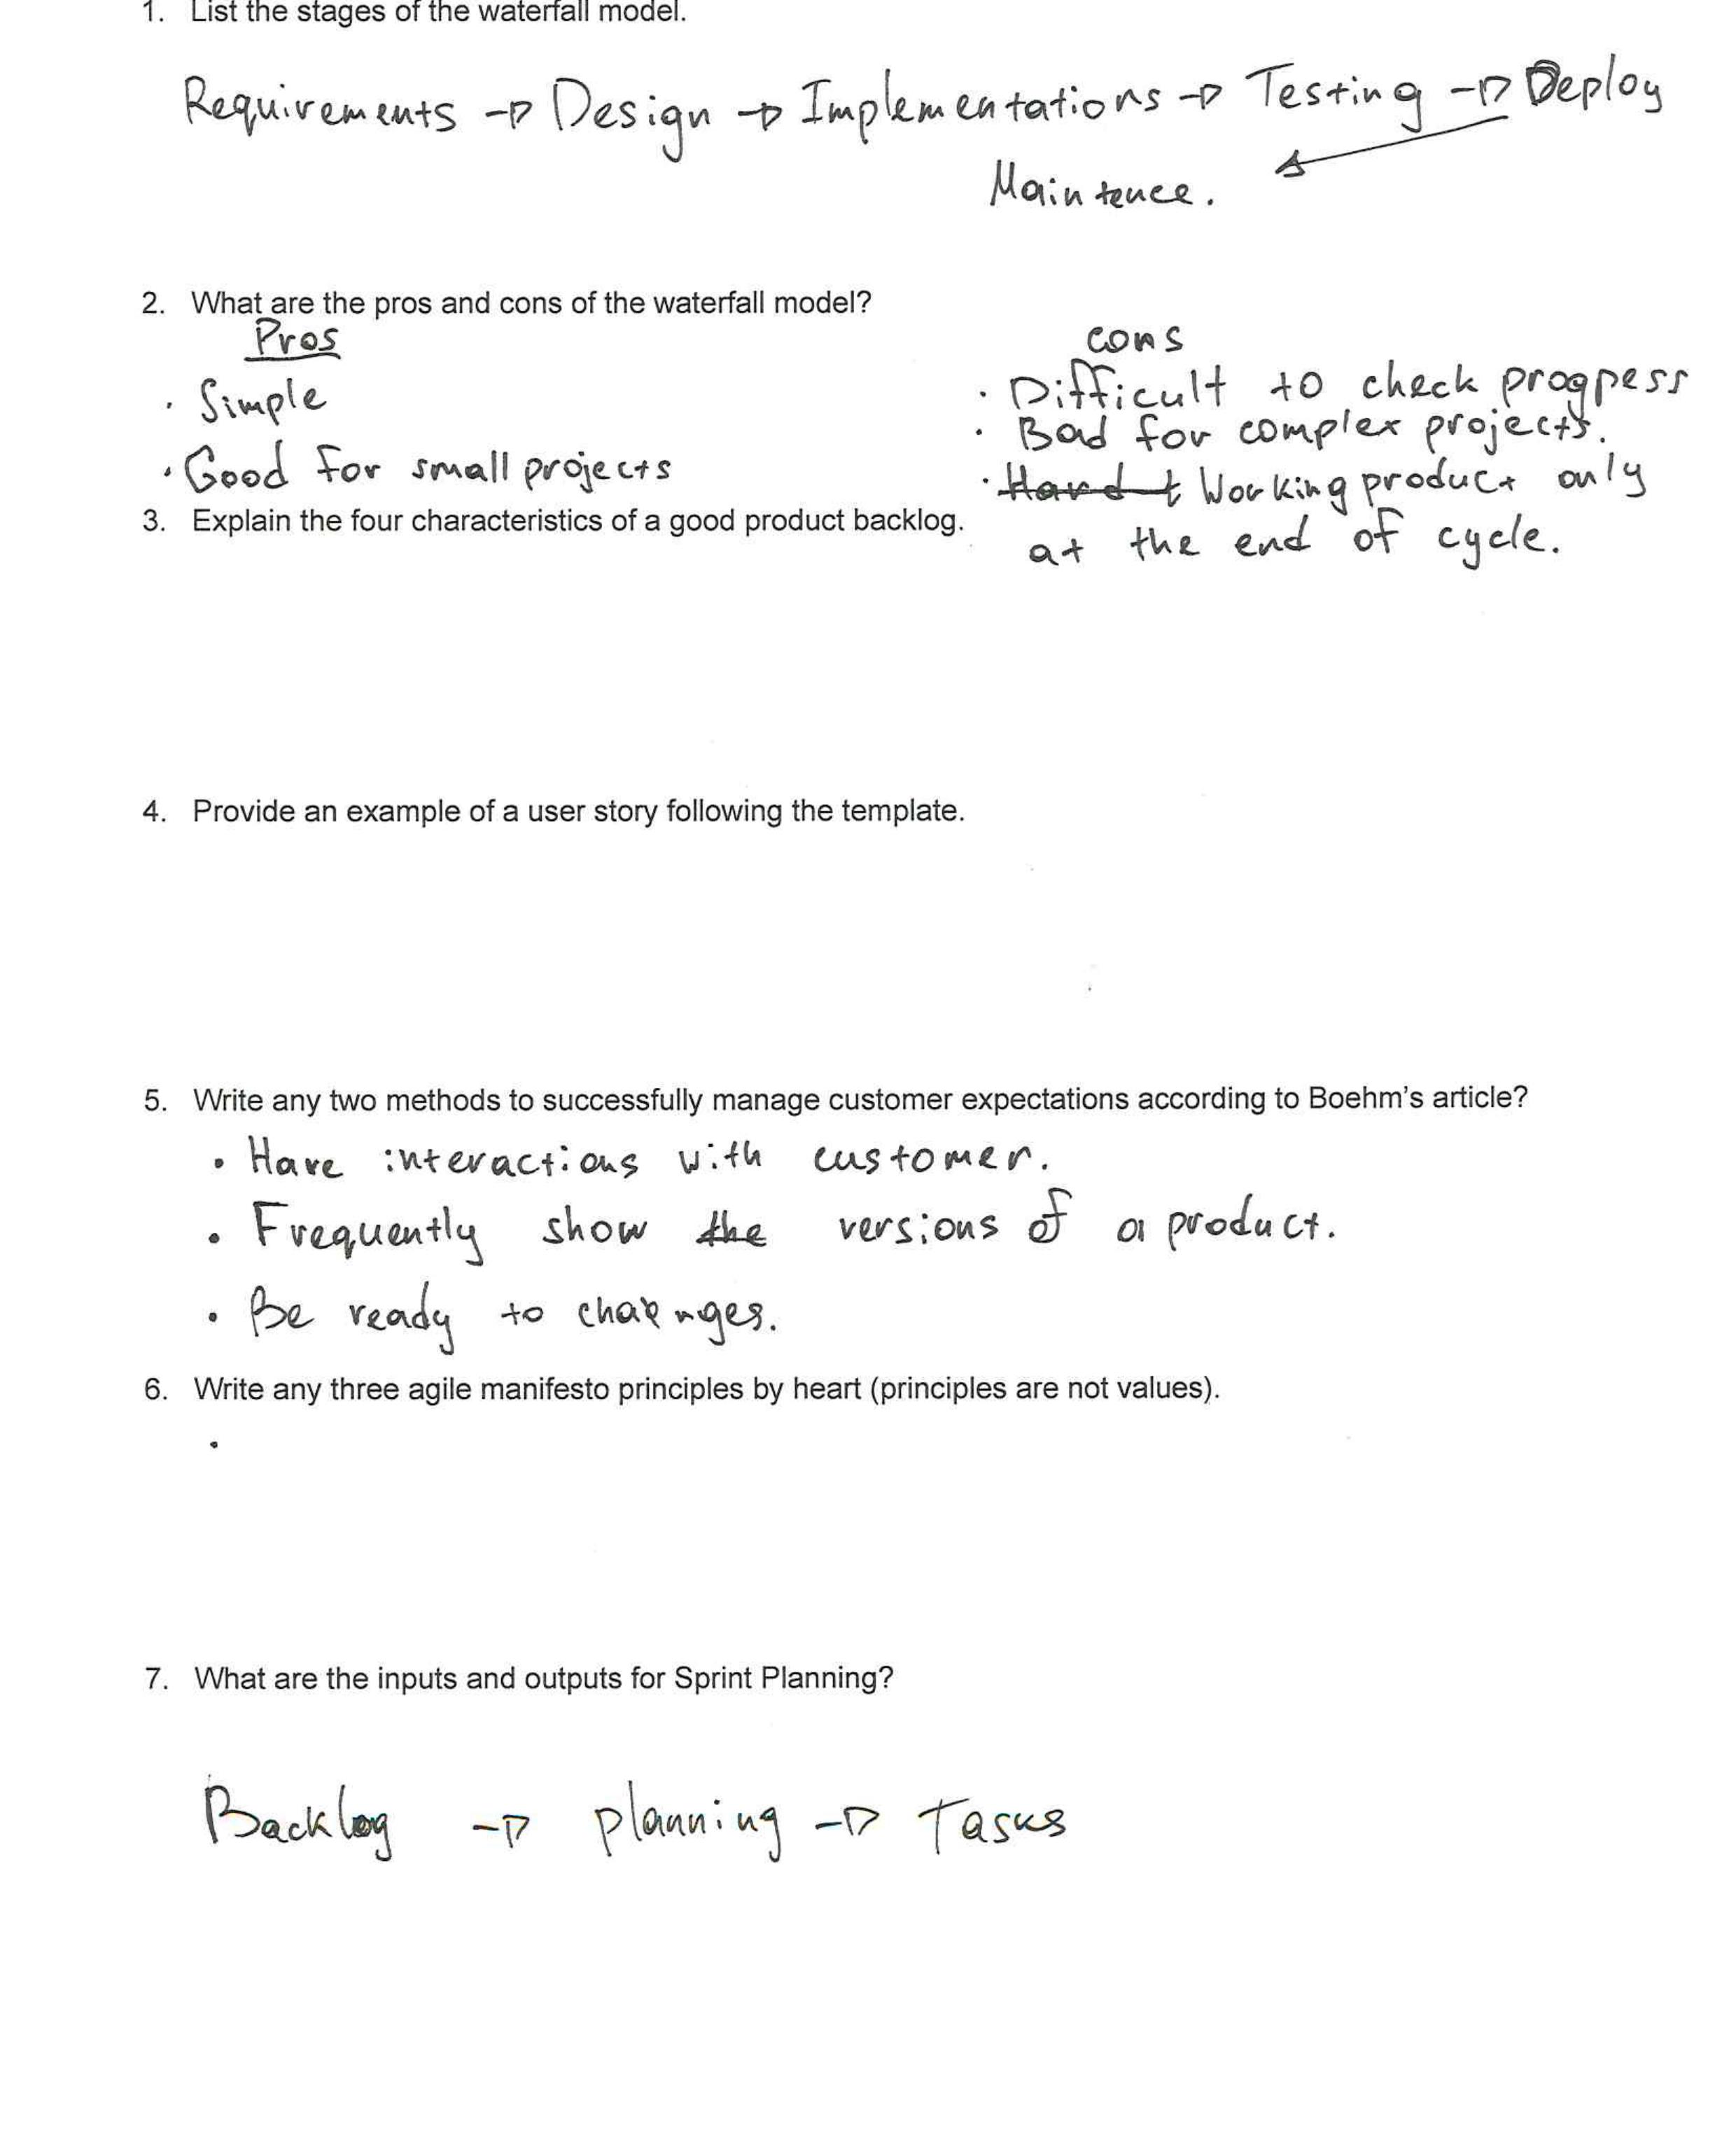 1. List the stages of the waterfall model.
Requirements → Design → Implementations → Testing → Deploy
Maintence.
2. What are the pros and cons of the waterfall model?
Pros
· Simple
· Good for small projects
cons
· Difficult to check progpess
· Bad for complex projects.
· Hard t Working product only
at the end of cycle.
3. Explain the four characteristics of a good product backlog.
4. Provide an example of a user story following the template.
5. Write any two methods to successfully manage customer expectations according to Boehm's article?
• Have interactions with customer.
• Frequently show the versions of a product.
• Be ready to changes.
6. Write any three agile manifesto principles by heart (principles are not values).
•
7. What are the inputs and outputs for Sprint Planning?
Backlog → planning → Tasks